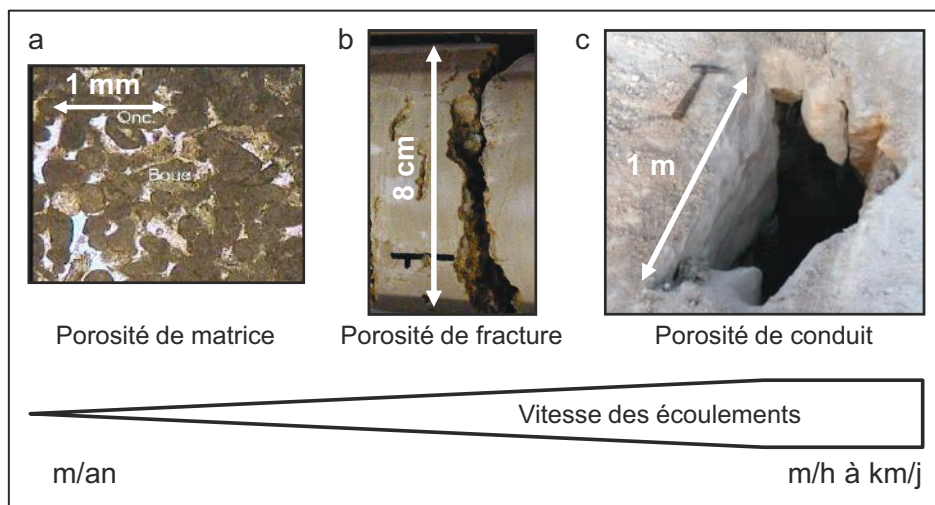 a
b
c
1 mm
Onc.
Boue
8 cm
1 m
Porosité de matrice
Porosité de fracture
Porosité de conduit
Vitesse des écoulements
m/an
m/h à km/j